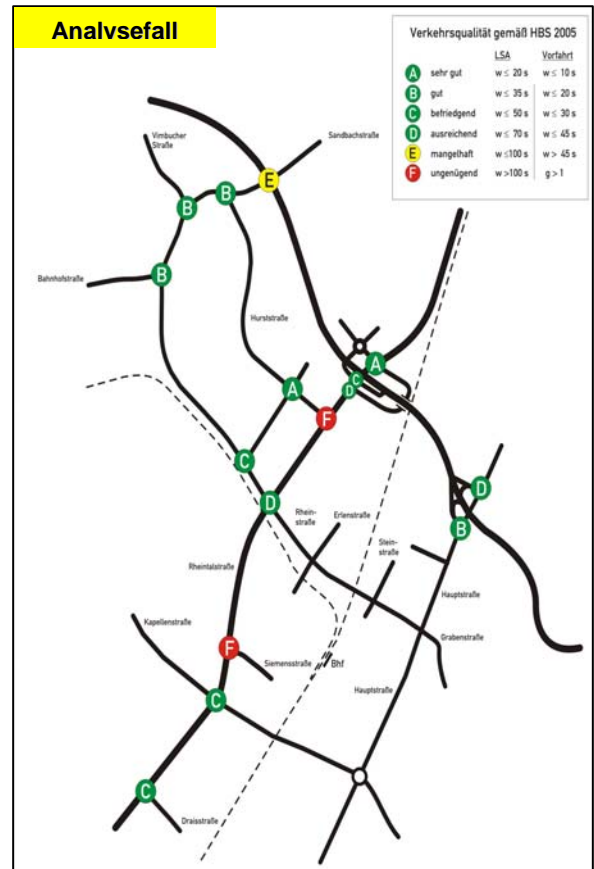 Analysefall
Verkehrsqualität gemäß HBS 2005
LSA Vorfahrt
A sehr gut w ≤ 20 s w ≤ 10 s
B gut w ≤ 35 s w ≤ 20 s
C befriedgend w ≤ 50 s w ≤ 30 s
D ausreichend w ≤ 70 s w ≤ 45 s
E mangelhaft w ≤100 s w > 45 s
F ungenügend w >100 s g > 1
Vimbucher
Straße
Sandbachstraße
E
B
B
B
Bahnhofstraße
Hurststraße
A
C
D
A
F
C
D
D
B
Rhein-
straße
Erlenstraße
Stein-
straße
Rheintalstraße
Hauptstraße
Kapellenstraße
Grabenstraße
F
Siemensstraße
Bhf
Hauptstraße
C
C
Draisstraße